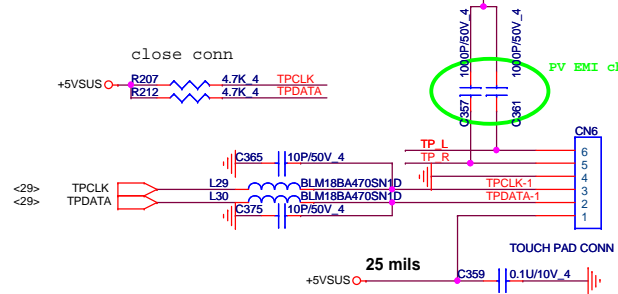 close conn
R207 4.7K_4 TPCLK
+5VSUS
R212 4.7K_4 TPDATA
1000P/50V_4
1000P/50V_4
PV EMI c
C357
C361
CN6
TP_L 6
TP_R 5
4
C365 10P/50V_4
<29> TPCLK L29 BLM18BA470SN1D TPCLK-1 3
<29> TPDATA L30 BLM18BA470SN1D TPDATA-1 2
1
C375 10P/50V_4
TOUCH PAD CONN
25 mils
+5VSUS
C359 0.1U/10V_4